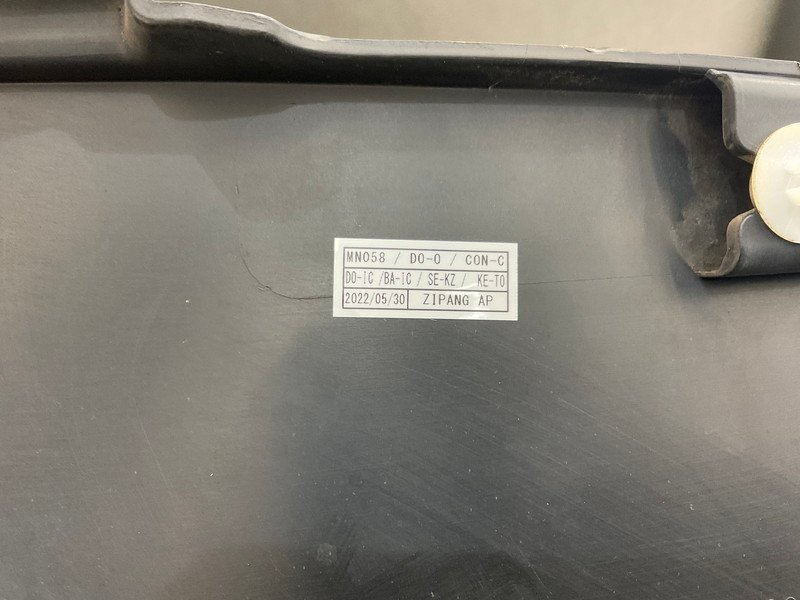 MN058 / DO-O / CON-C
DO-IC /BA-IC / SE-KZ / KE-TO
2022/05/30 ZIPANG AP